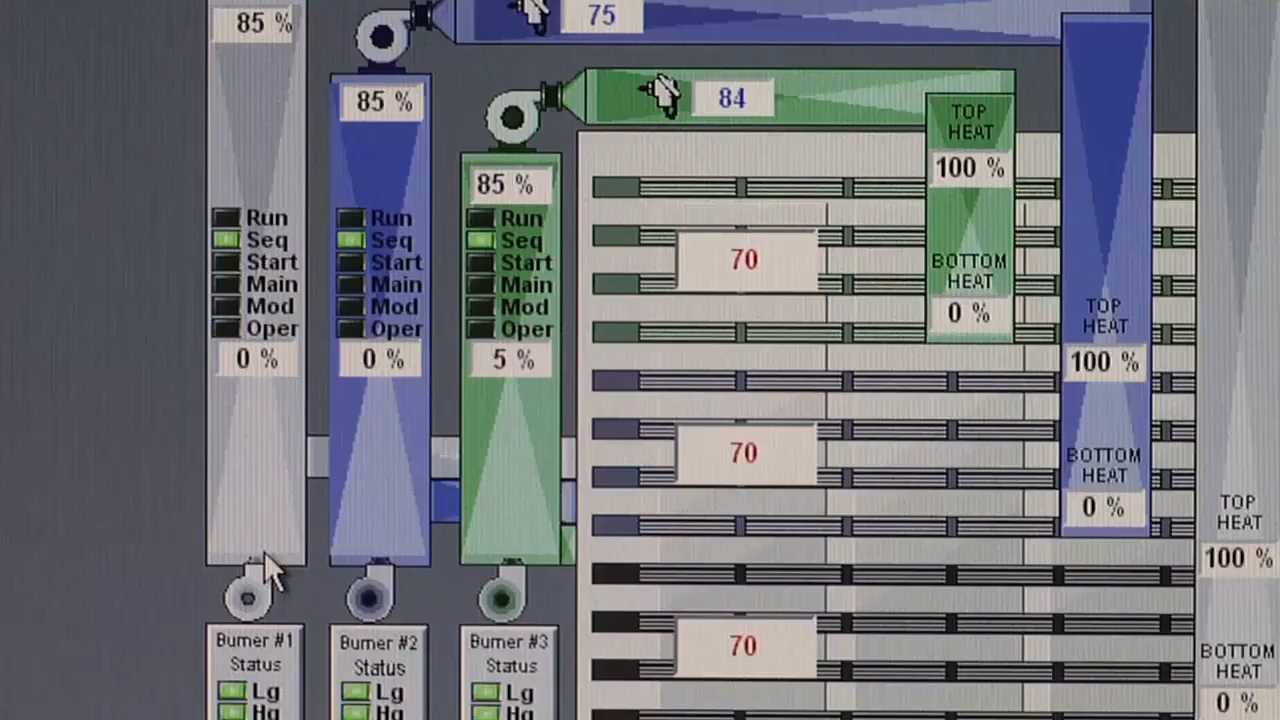 85 %
75
85 %
84
TOP
HEAT
100 %
85 %
Run
Seq
Start
Main
Mod
Oper
0 %
Run
Seq
Start
Main
Mod
Oper
0 %
Run
Seq
Start
Main
Mod
Oper
5 %
70
BOTTOM
HEAT
0 %
TOP
HEAT
100 %
70
BOTTOM
HEAT
0 %
TOP
HEAT
100 %
70
BOTTOM
HEAT
0 %
Burner #1
Status
Lg
Hg
Burner #2
Status
Lg
Hg
Burner #3
Status
Lg
Hg